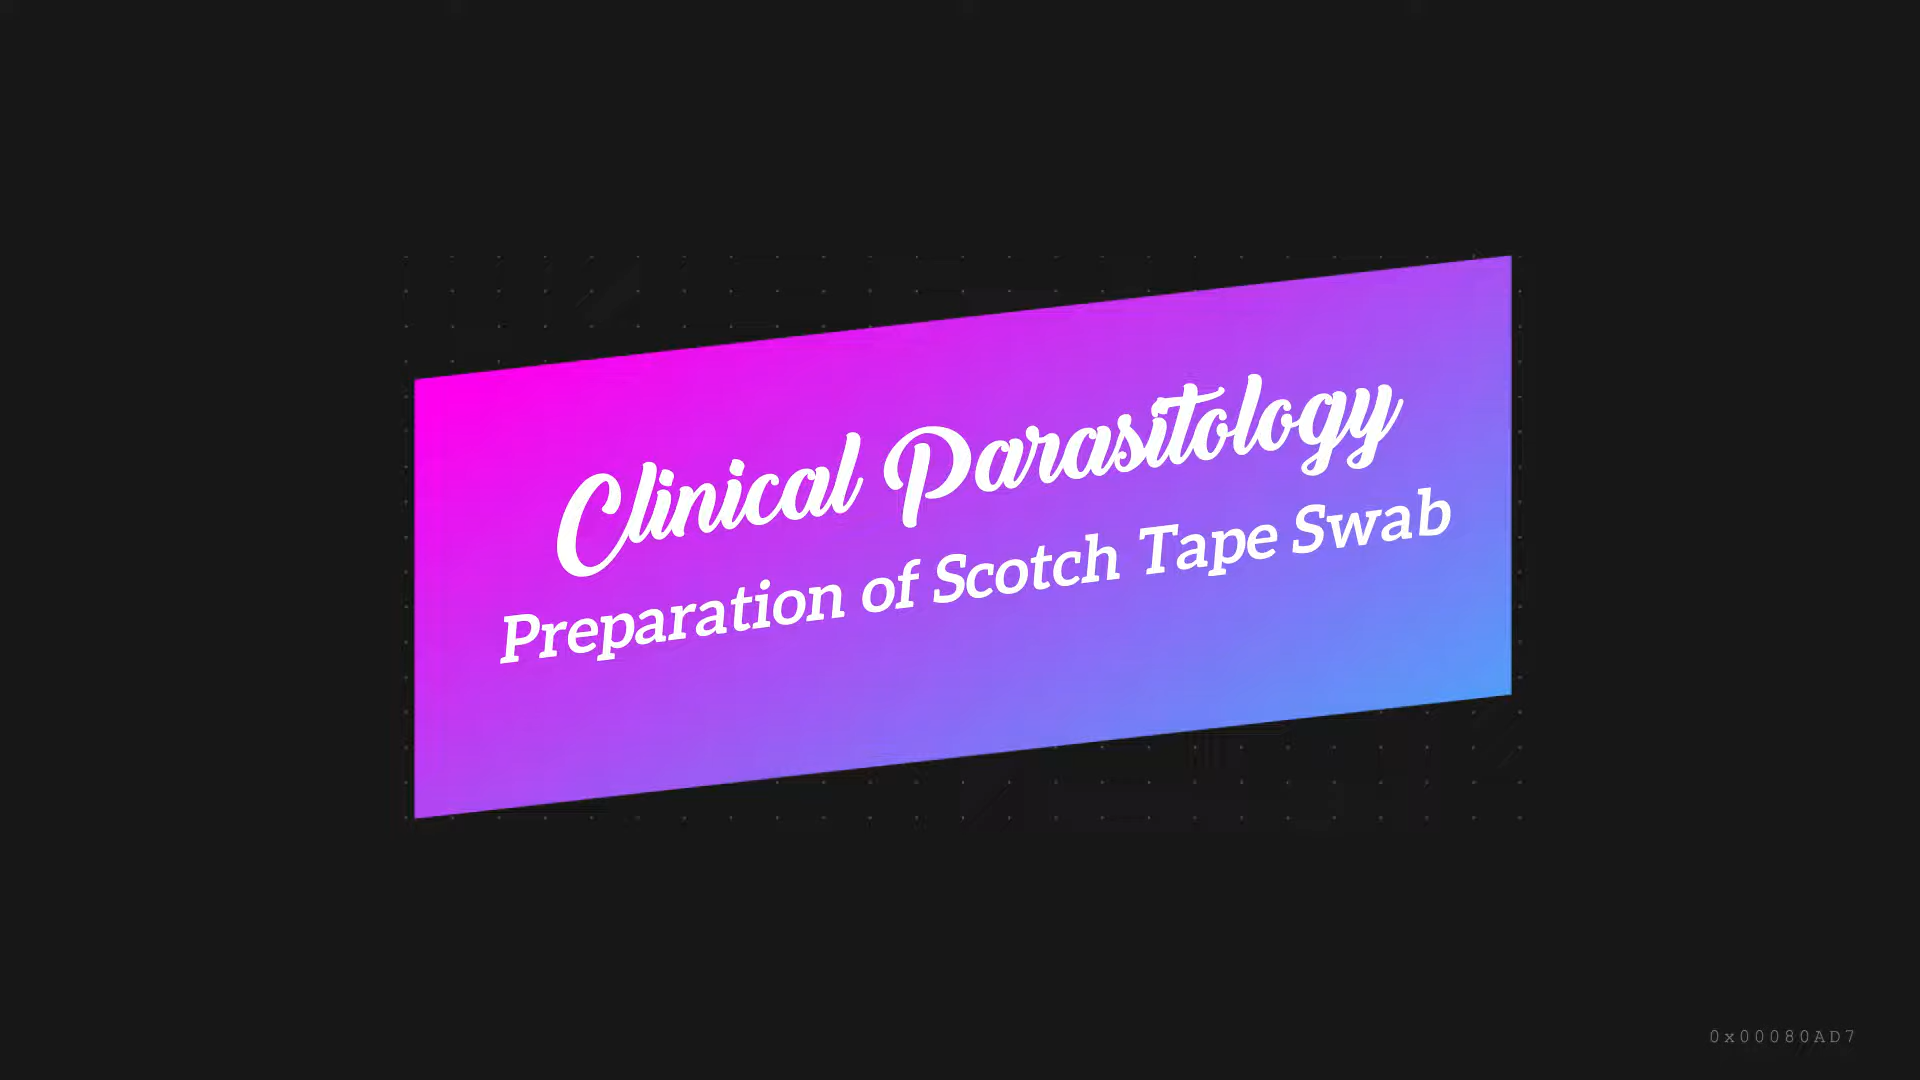 Clinical Parasitology
Preparation of Scotch Tape Swab
0x00080AD7